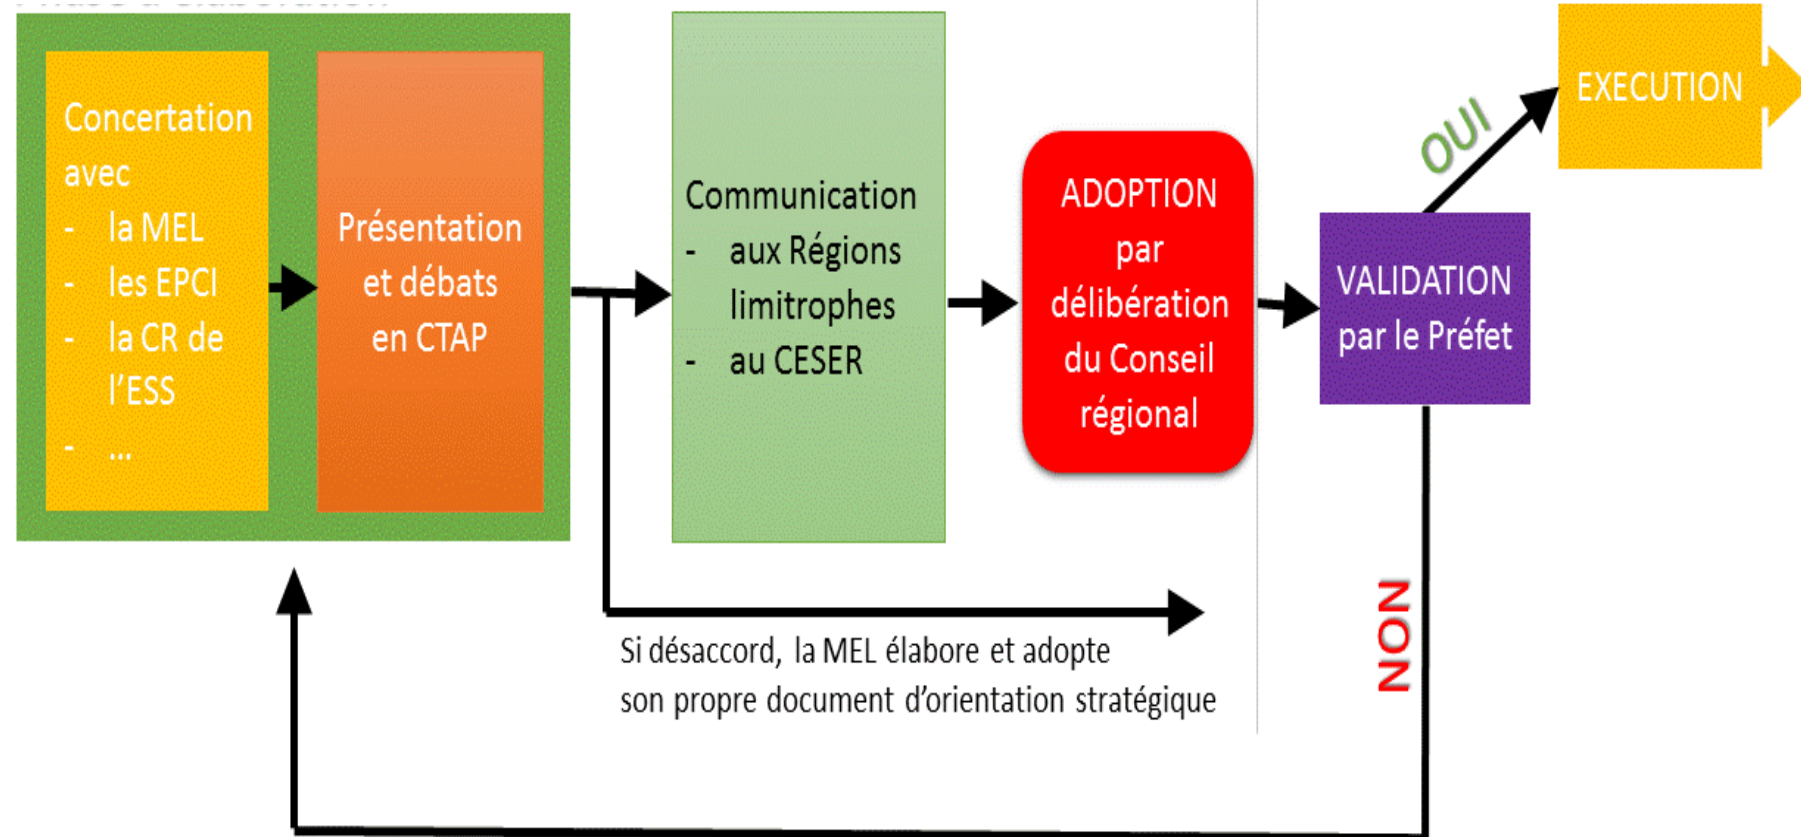 Concertation
avec
- la MEL
- les EPCI
- la CR de
l'ESS
- ...
Présentation
et débats
en CTAP
Communication
- aux Régions
limitrophes
- au CESER
ADOPTION
par
délibération
du Conseil
régional
VALIDATION
par le Préfet
OUI
EXECUTION
NON
Si désaccord, la MEL élabore et adopte
son propre document d'orientation stratégique